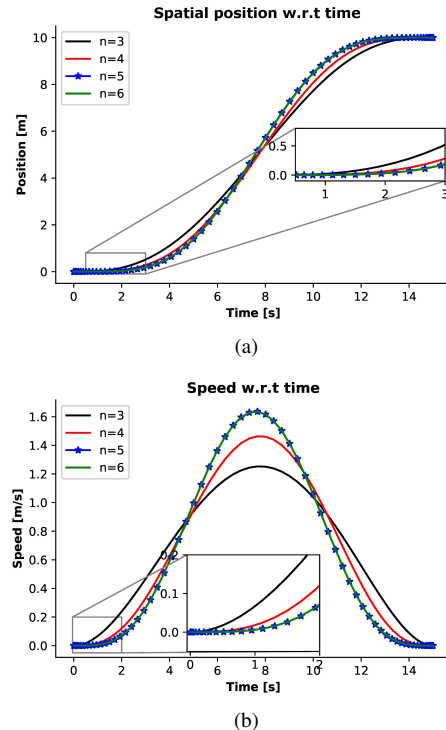 Spatial position w.r.t time
10
8
6
4
2
0
Position [m]
n=3
n=4
n=5
n=6
0.5
0.0
1
2
3
0
2
4
6
8
10
12
14
Time [s]
(a)
Speed w.r.t time
1.6
1.4
1.2
1.0
0.8
0.6
0.4
0.2
0.0
Speed [m/s]
n=3
n=4
n=5
n=6
0.2
0.1
0.0
0
1
2
0
2
4
6
8
10
12
14
Time [s]
(b)